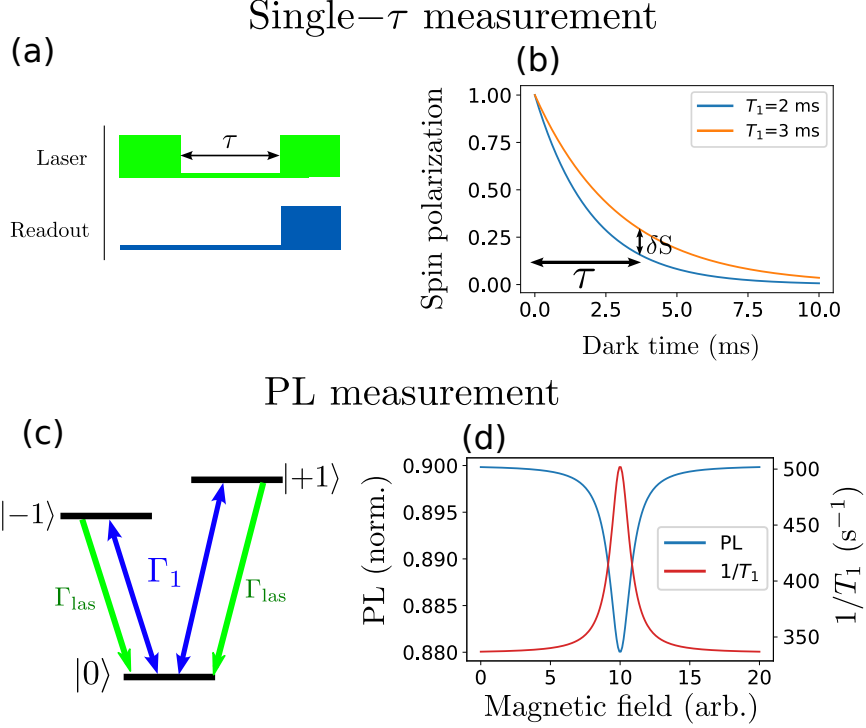 Single−τ measurement
(a)
τ
Laser
Readout
(b)
Spin polarization
1.00
0.75
0.50
0.25
0.00
T₁=2 ms
T₁=3 ms
δS
τ
0.0 2.5 5.0 7.5 10.0
Dark time (ms)
PL measurement
(c)
|−1⟩
|+1⟩
Γlas
Γ₁
Γlas
|0⟩
(d)
PL (norm.)
0.900
0.895
0.890
0.885
0.880
PL
1/T₁
500
450
400
350
1/T₁ (s⁻¹)
0 5 10 15 20
Magnetic field (arb.)